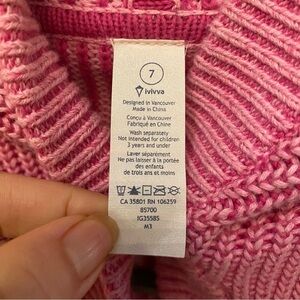 7
ivivva
Designed in Vancouver
Made in China
Conçu à Vancouver
Fabriqué en Chine
Wash separately
Not intended for children
3 years and under
Laver séparément
Ne pas laisser à la portée
des enfants
de trois ans et moins
CA 35801 RN 106259
85700
IG35585
M3